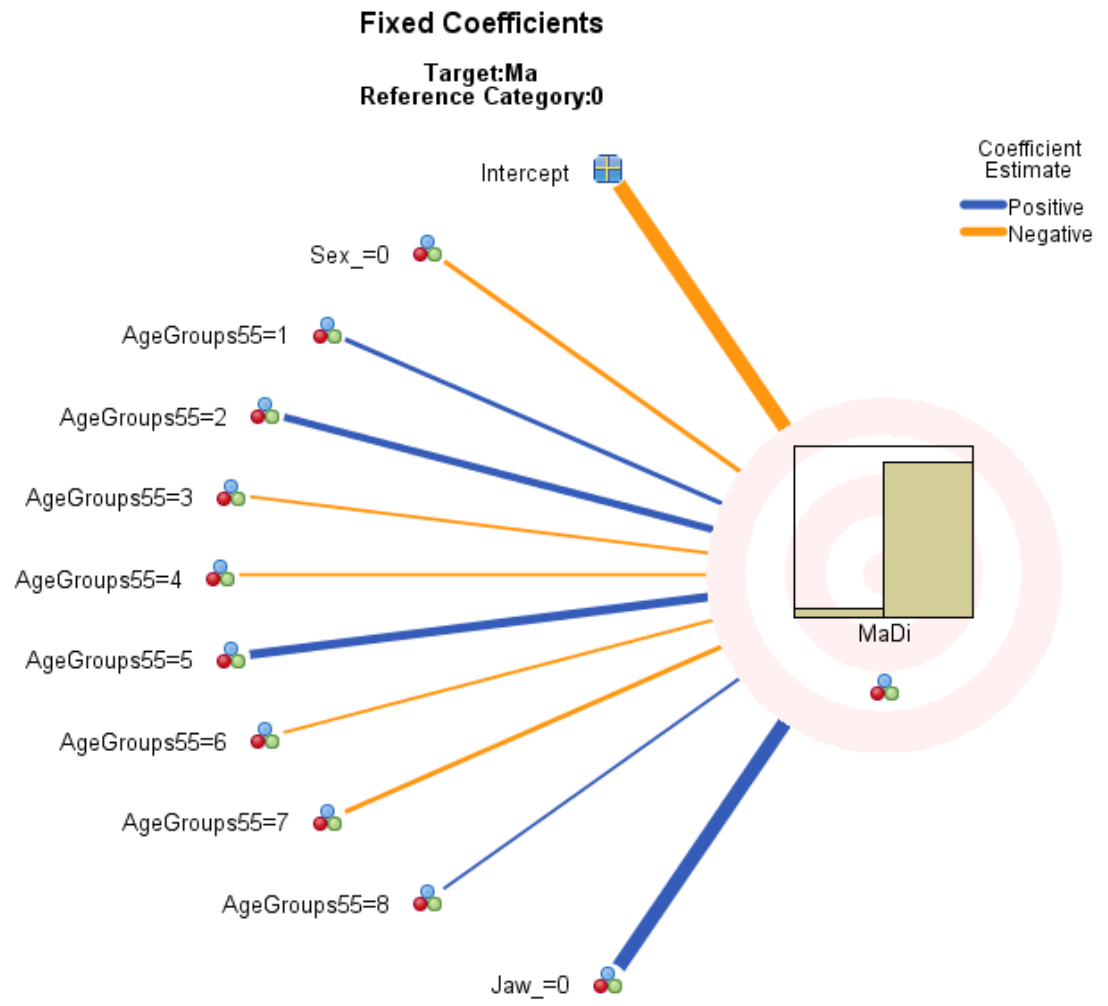 Fixed Coefficients
Target:Ma
Reference Category:0
Coefficient
Estimate
Positive
Negative
Intercept
Sex_=0
AgeGroups55=1
AgeGroups55=2
AgeGroups55=3
AgeGroups55=4
AgeGroups55=5
AgeGroups55=6
AgeGroups55=7
AgeGroups55=8
Jaw_=0
MaDi